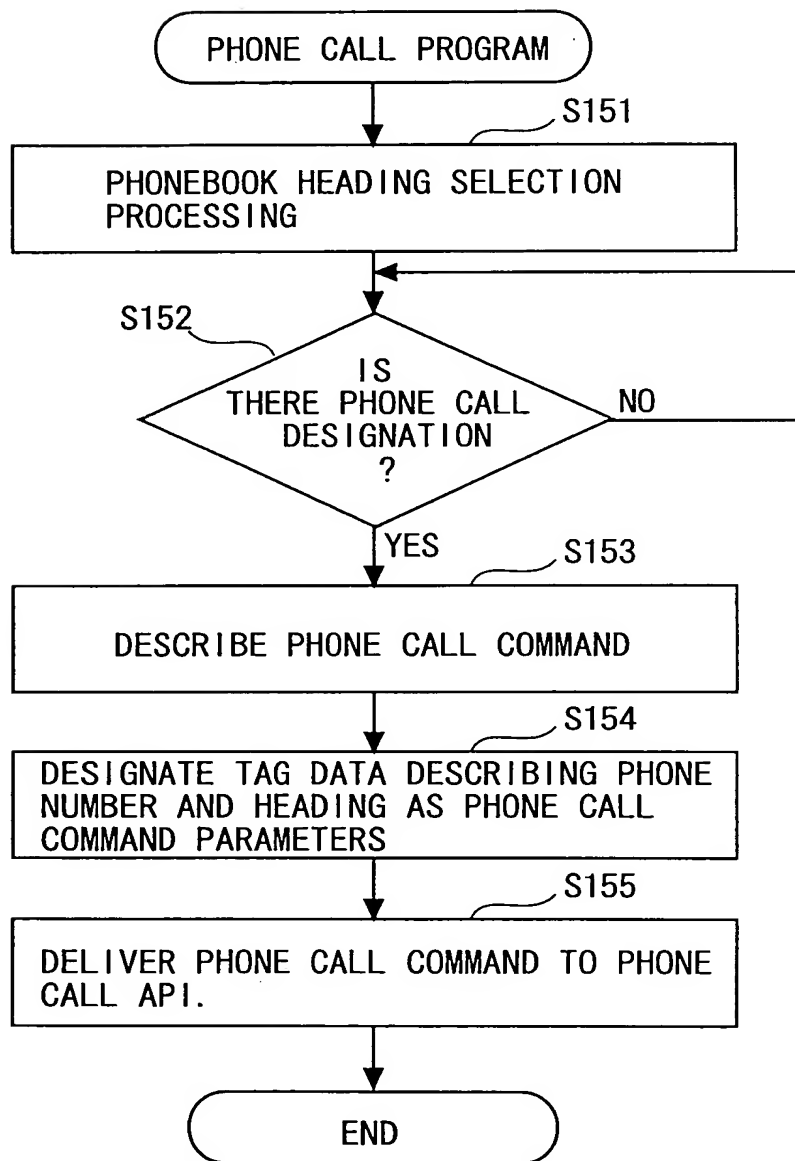 PHONE CALL PROGRAM
S151
PHONEBOOK HEADING SELECTION
PROCESSING
S152
IS
THERE PHONE CALL
DESIGNATION
?
NO
YES
S153
DESCRIBE PHONE CALL COMMAND
S154
DESIGNATE TAG DATA DESCRIBING PHONE
NUMBER AND HEADING AS PHONE CALL
COMMAND PARAMETERS
S155
DELIVER PHONE CALL COMMAND TO PHONE
CALL API.
END